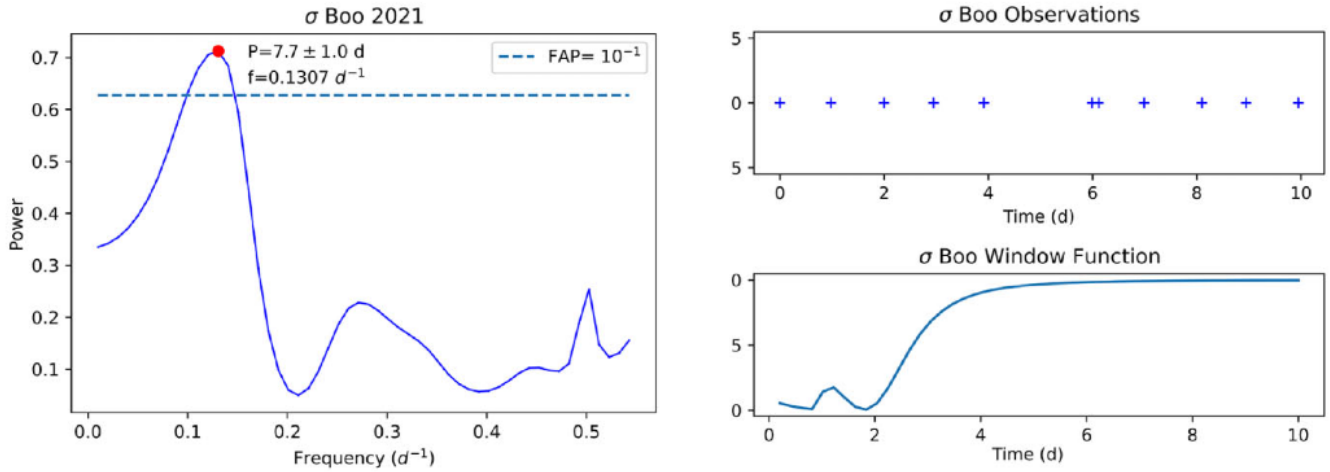 σ Boo 2021
P=7.7 ± 1.0 d
f=0.1307 d⁻¹
FAP= 10⁻¹
0.7
0.6
0.5
0.4
0.3
0.2
0.1
Power
0.0 0.1 0.2 0.3 0.4 0.5
Frequency (d⁻¹)
σ Boo Observations
5
0
5
0 2 4 6 8 10
Time (d)
σ Boo Window Function
0
5
0
0 2 4 6 8 10
Time (d)